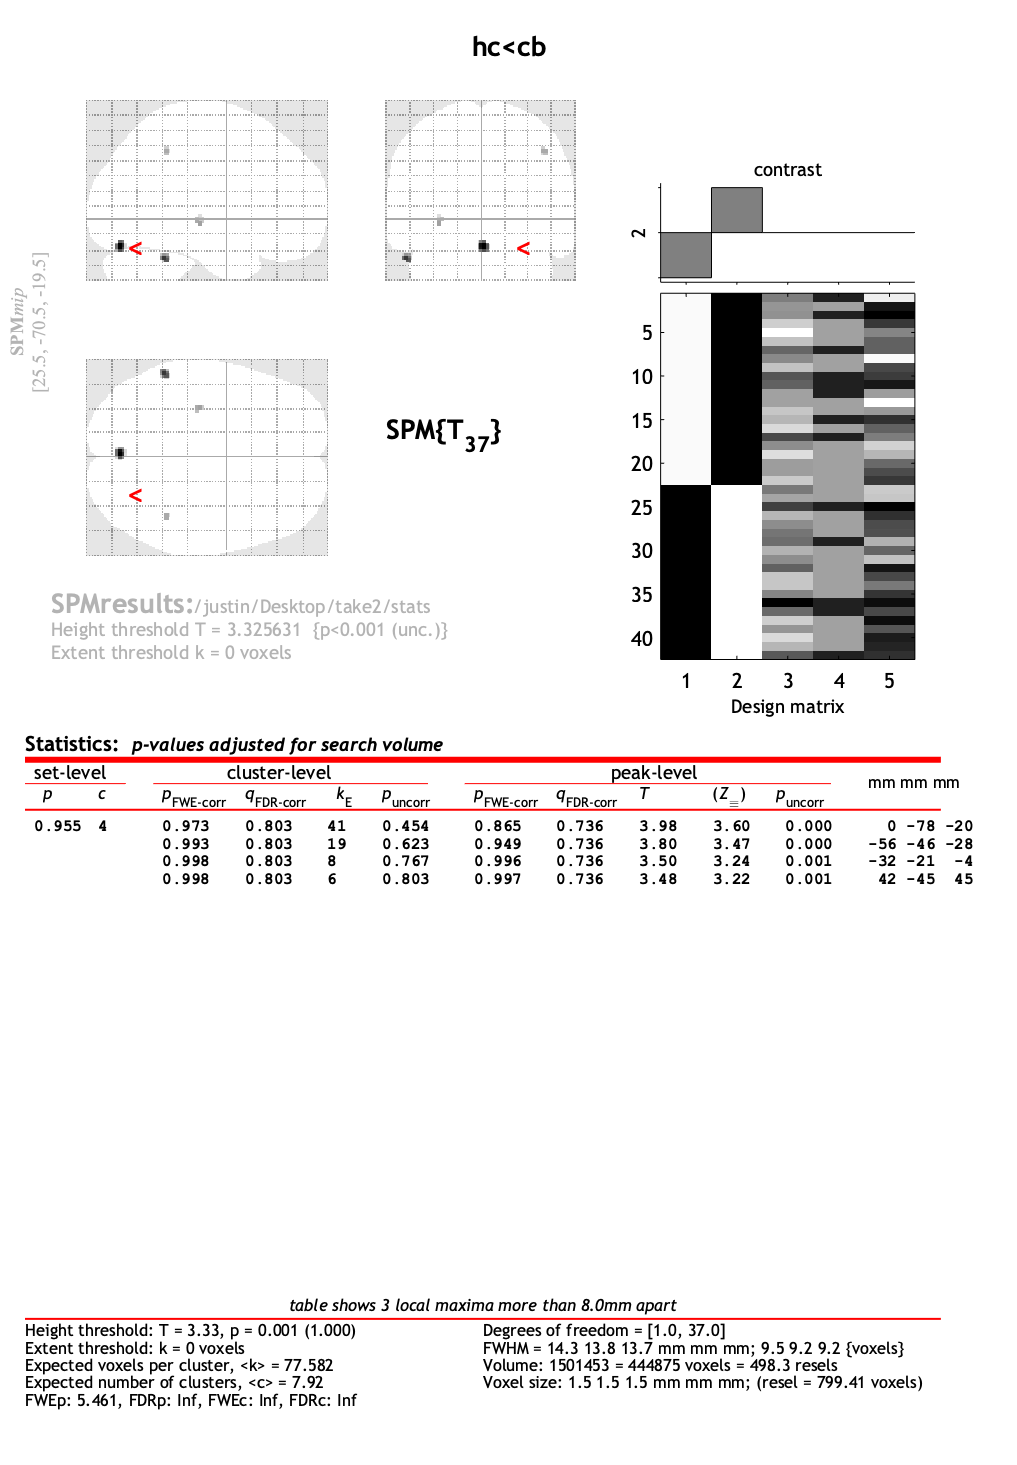 hc<cb
contrast
2
SPMmip
[25.5, -70.5, -19.5]
<
<
<
SPM{T37}
5
10
15
20
25
30
35
40
1 2 3 4 5
Design matrix
SPMresults:/justin/Desktop/take2/stats
Height threshold T = 3.325631 {p<0.001 (unc.)}
Extent threshold k = 0 voxels
Statistics: p-values adjusted for search volume
set-level cluster-level peak-level mm mm mm
p c pFWE-corr qFDR-corr kE puncorr pFWE-corr qFDR-corr T (Z≡) puncorr
0.955 4 0.973 0.803 41 0.454 0.865 0.736 3.98 3.60 0.000 0 -78 -20
0.993 0.803 19 0.623 0.949 0.736 3.80 3.47 0.000 -56 -46 -28
0.998 0.803 8 0.767 0.996 0.736 3.50 3.24 0.001 -32 -21 -4
0.998 0.803 6 0.803 0.997 0.736 3.48 3.22 0.001 42 -45 45
table shows 3 local maxima more than 8.0mm apart
Height threshold: T = 3.33, p = 0.001 (1.000)
Extent threshold: k = 0 voxels
Expected voxels per cluster, <k> = 77.582
Expected number of clusters, <c> = 7.92
FWEp: 5.461, FDRp: Inf, FWEc: Inf, FDRc: Inf
Degrees of freedom = [1.0, 37.0]
FWHM = 14.3 13.8 13.7 mm mm mm; 9.5 9.2 9.2 {voxels}
Volume: 1501453 = 444875 voxels = 498.3 resels
Voxel size: 1.5 1.5 1.5 mm mm mm; (resel = 799.41 voxels)